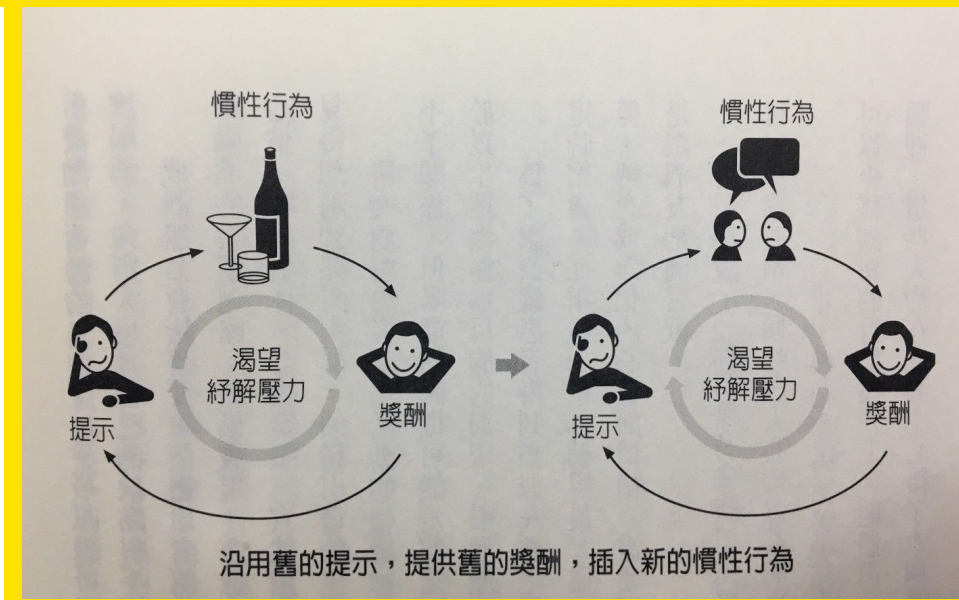 慣性行為
渴望
紓解壓力
提示
獎酬
慣性行為
渴望
紓解壓力
提示
獎酬
沿用舊的提示，提供舊的獎酬，插入新的慣性行為